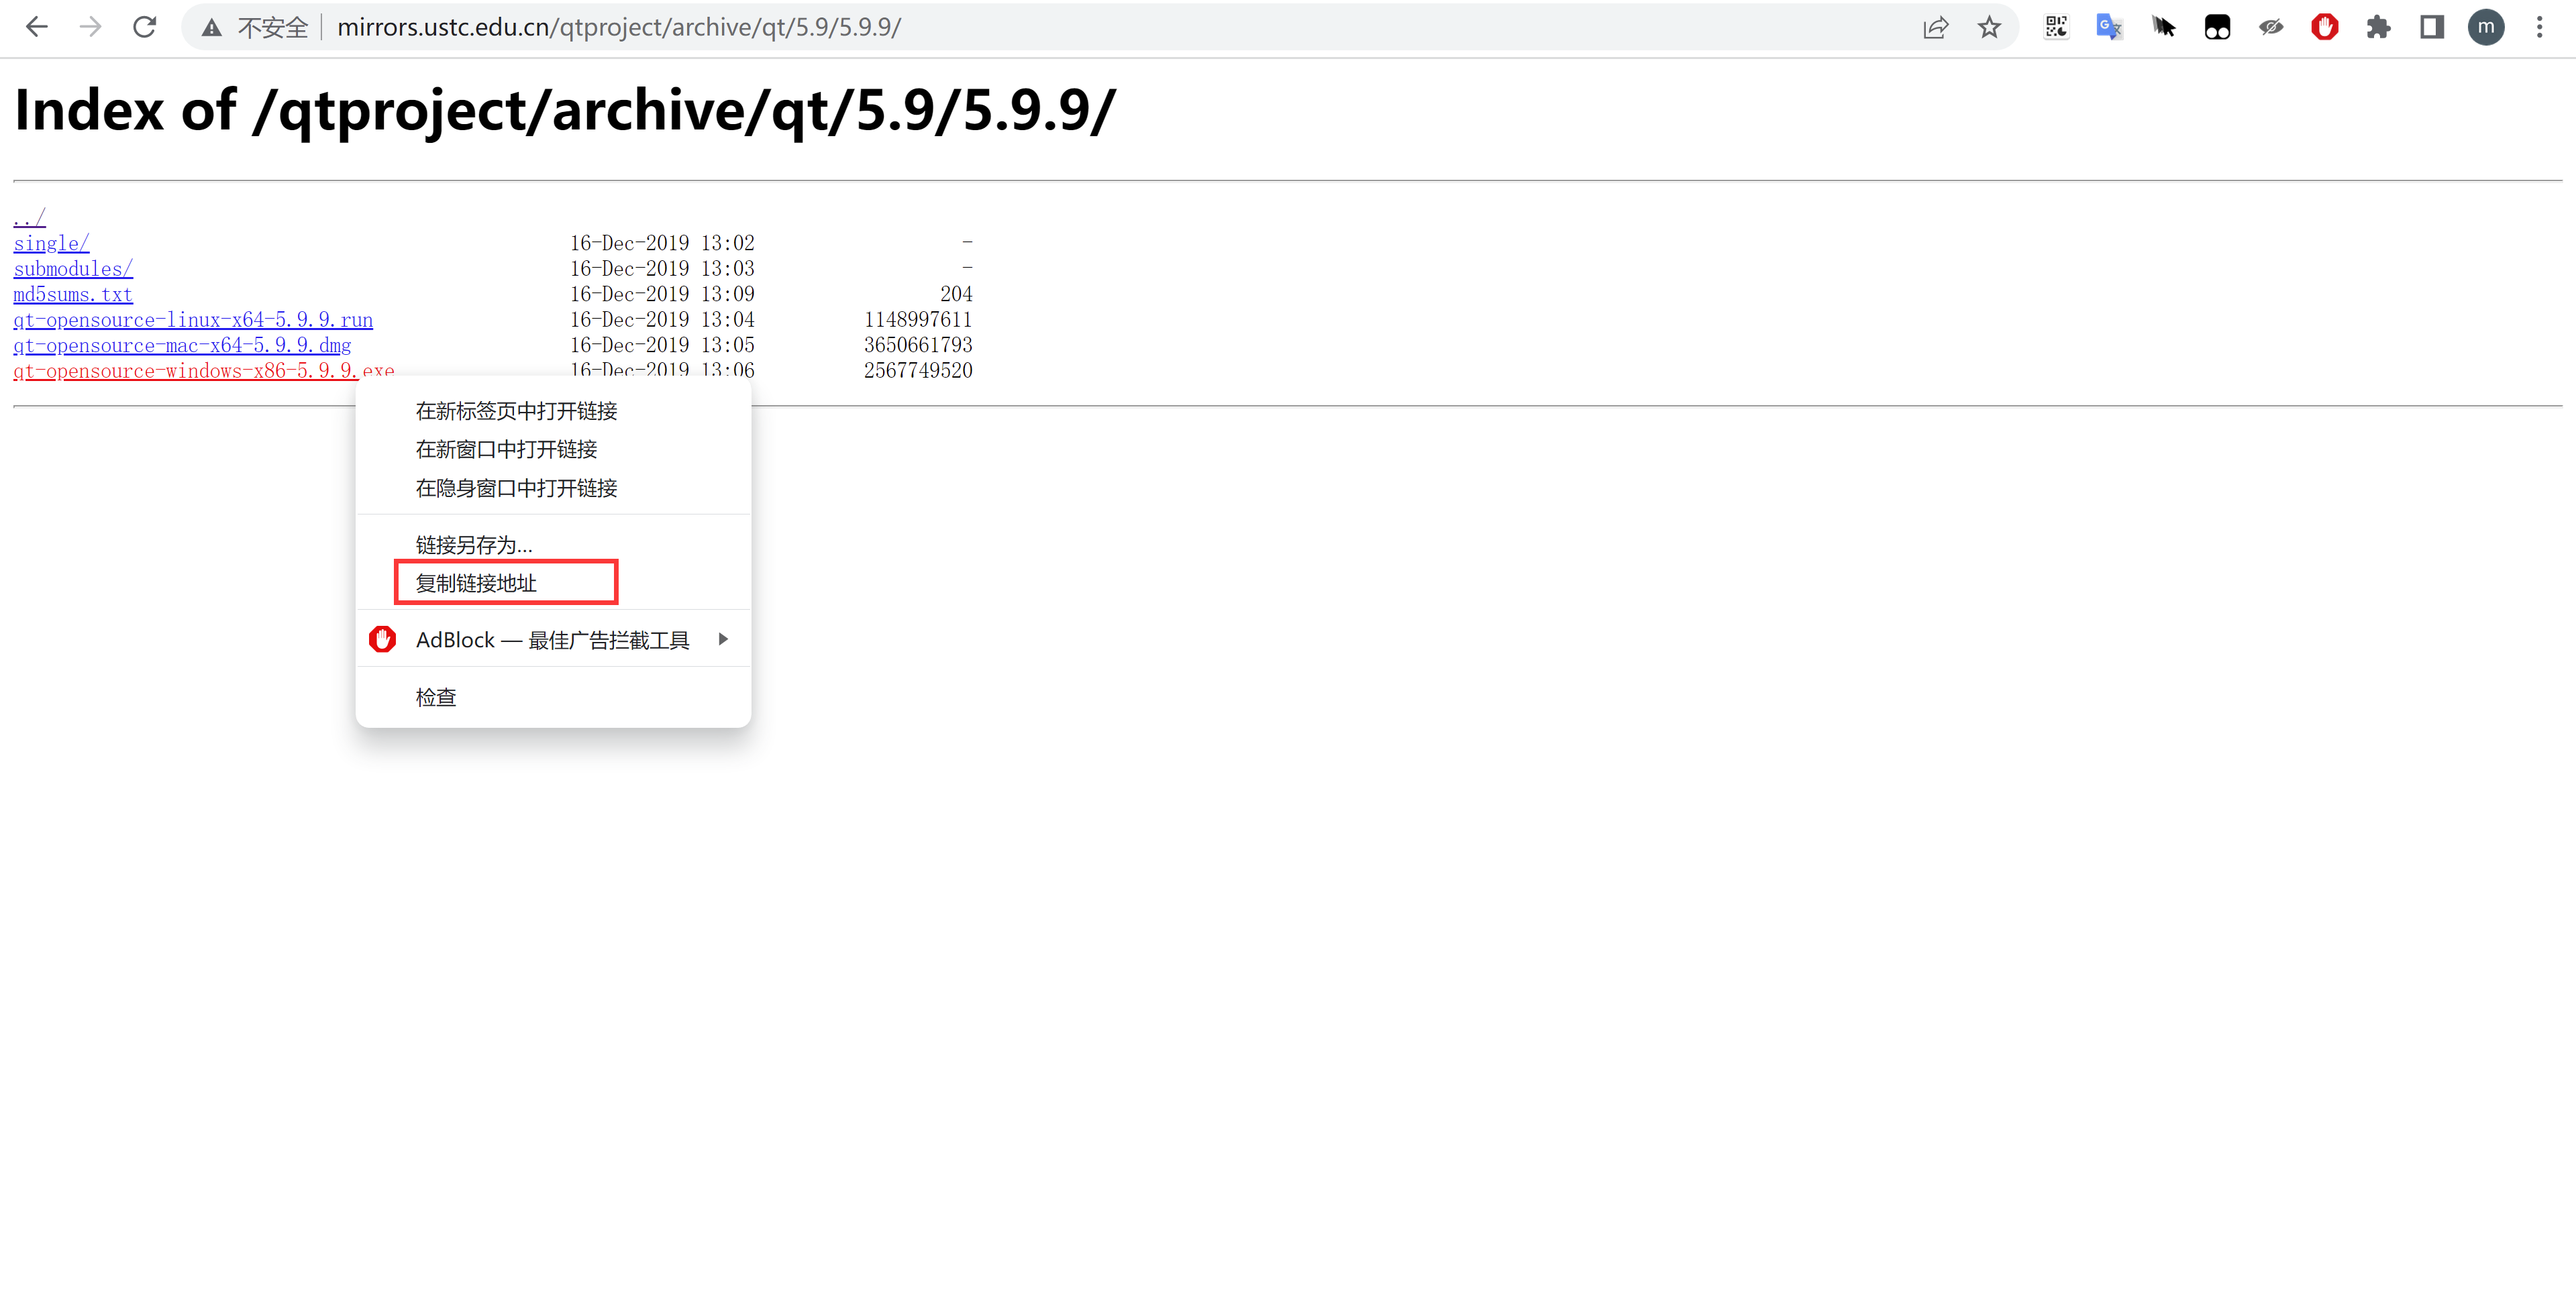 不安全 mirrors.ustc.edu.cn/qtproject/archive/qt/5.9/5.9.9/ m
Index of /qtproject/archive/qt/5.9/5.9.9/
../
single/ 16-Dec-2019 13:02 -
submodules/ 16-Dec-2019 13:03 -
md5sums.txt 16-Dec-2019 13:09 204
qt-opensource-linux-x64-5.9.9.run 16-Dec-2019 13:04 1148997611
qt-opensource-mac-x64-5.9.9.dmg 16-Dec-2019 13:05 3650661793
qt-opensource-windows-x86-5.9.9.exe 16-Dec-2019 13:06 2567749520
在新标签页中打开链接
在新窗口中打开链接
在隐身窗口中打开链接
链接另存为...
复制链接地址
AdBlock — 最佳广告拦截工具
检查